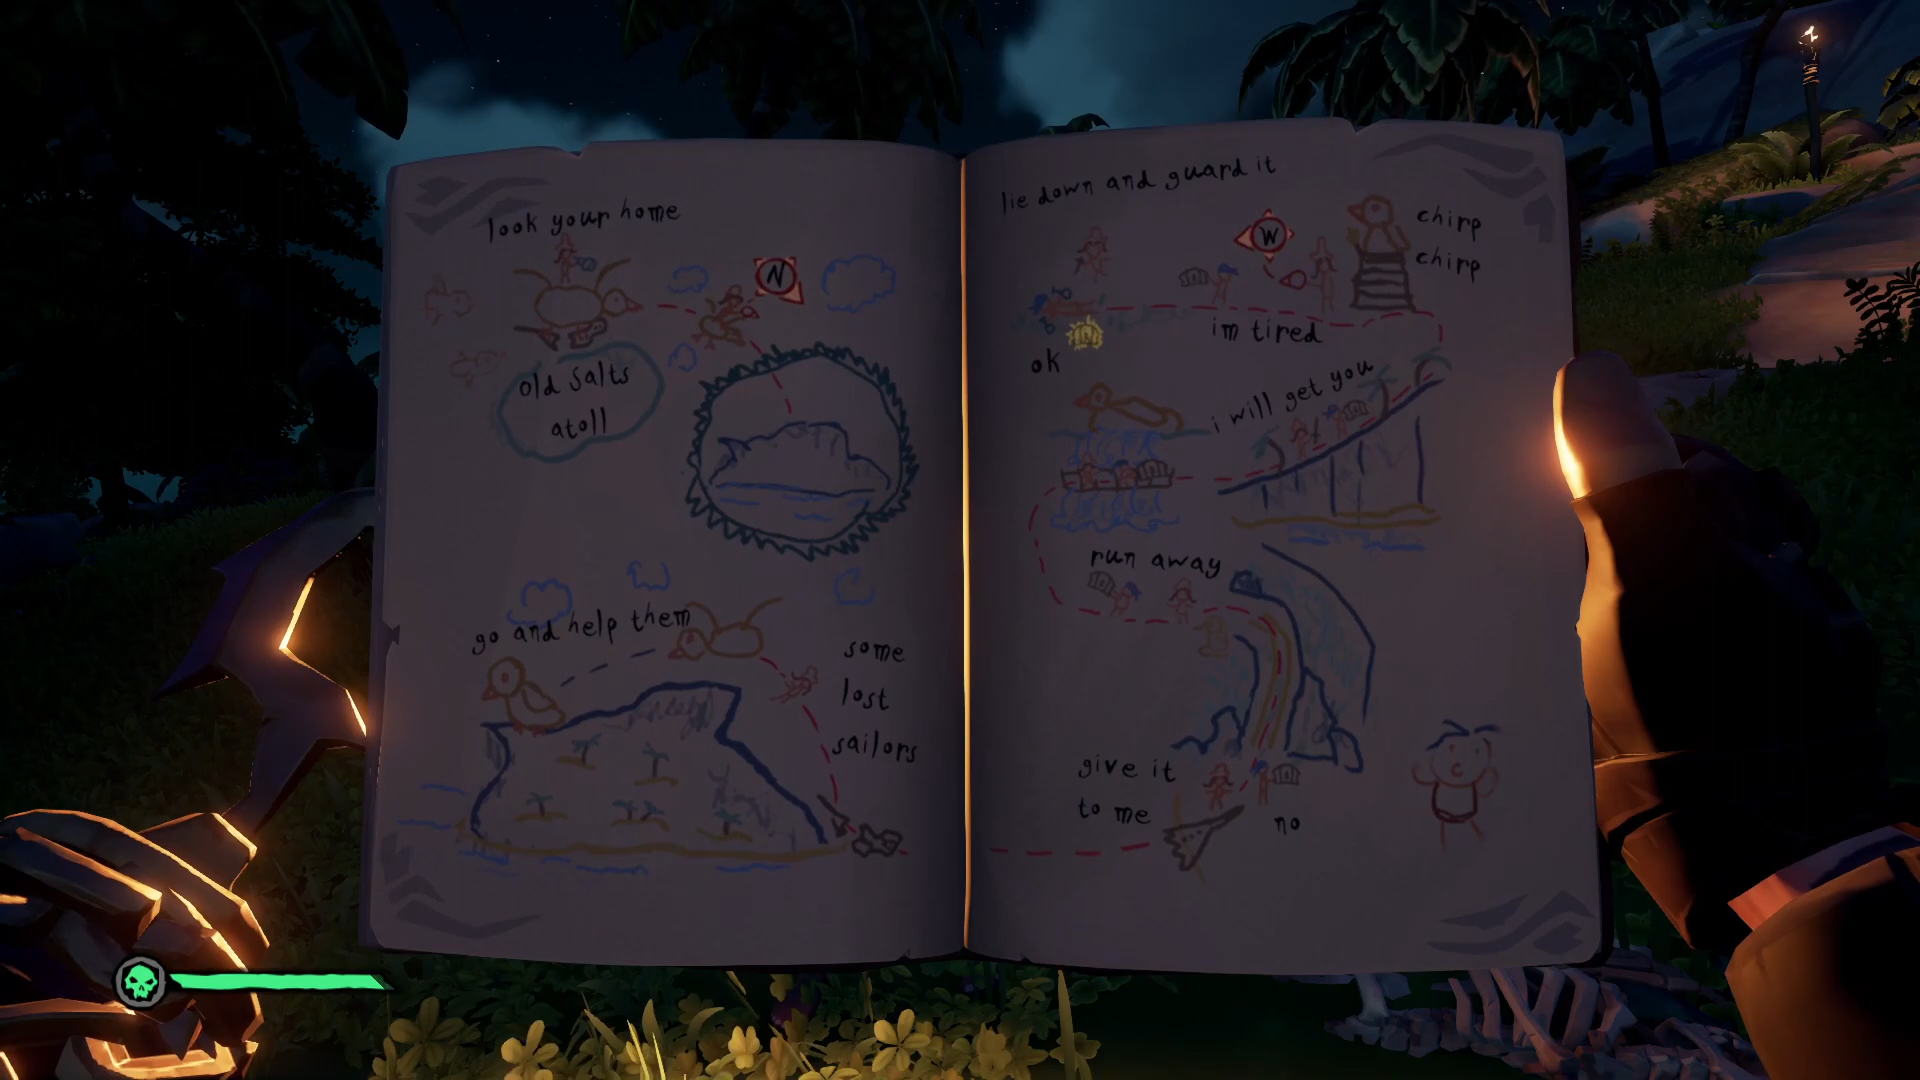 look your home
N
old Salts
atoll
go and help them
some
lost
sailors
lie down and guard it
chirp
chirp
W
im tired
ok
i will get you
run away
give it
to me
no